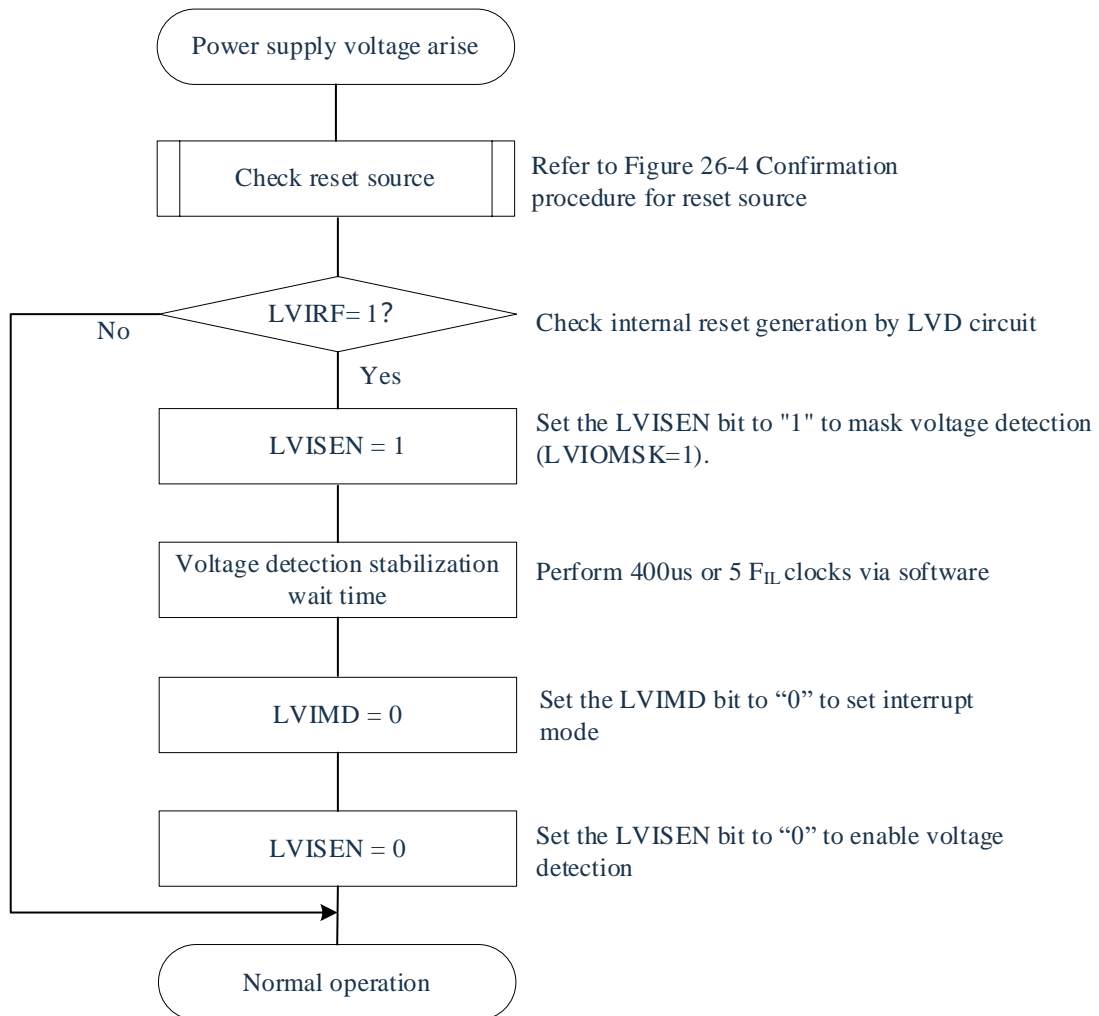 Power supply voltage arise
Check reset source
Refer to Figure 26-4 Confirmation
procedure for reset source
LVIRF= 1？
No
Check internal reset generation by LVD circuit
Yes
LVISEN = 1
Set the LVISEN bit to "1" to mask voltage detection
(LVIOMSK=1).
Voltage detection stabilization
wait time
Perform 400us or 5 FIL clocks via software
LVIMD = 0
Set the LVIMD bit to “0” to set interrupt
mode
LVISEN = 0
Set the LVISEN bit to “0” to enable voltage
detection
Normal operation